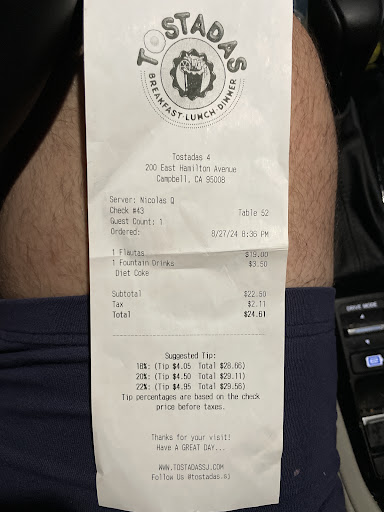 TOSTADAS
BREAKFAST·LUNCH·DINNER
Tostadas 4
200 East Hamilton Avenue
Campbell, CA 95008
Server: Nicolas Q
Check #43 Table 52
Guest Count: 1
Ordered: 8/27/24 8:36 PM
1 Flautas $19.00
1 Fountain Drinks $3.50
Diet Coke
Subtotal $22.50
Tax $2.11
Total $24.61
Suggested Tip:
18%: (Tip $4.05 Total $28.66)
20%: (Tip $4.50 Total $29.11)
22%: (Tip $4.95 Total $29.56)
Tip percentages are based on the check
price before taxes.
Thanks for your visit!
Have A GREAT DAY...
WWW.TOSTADASSJ.COM
Follow Us @tostadas.sj
DRIVE MODE